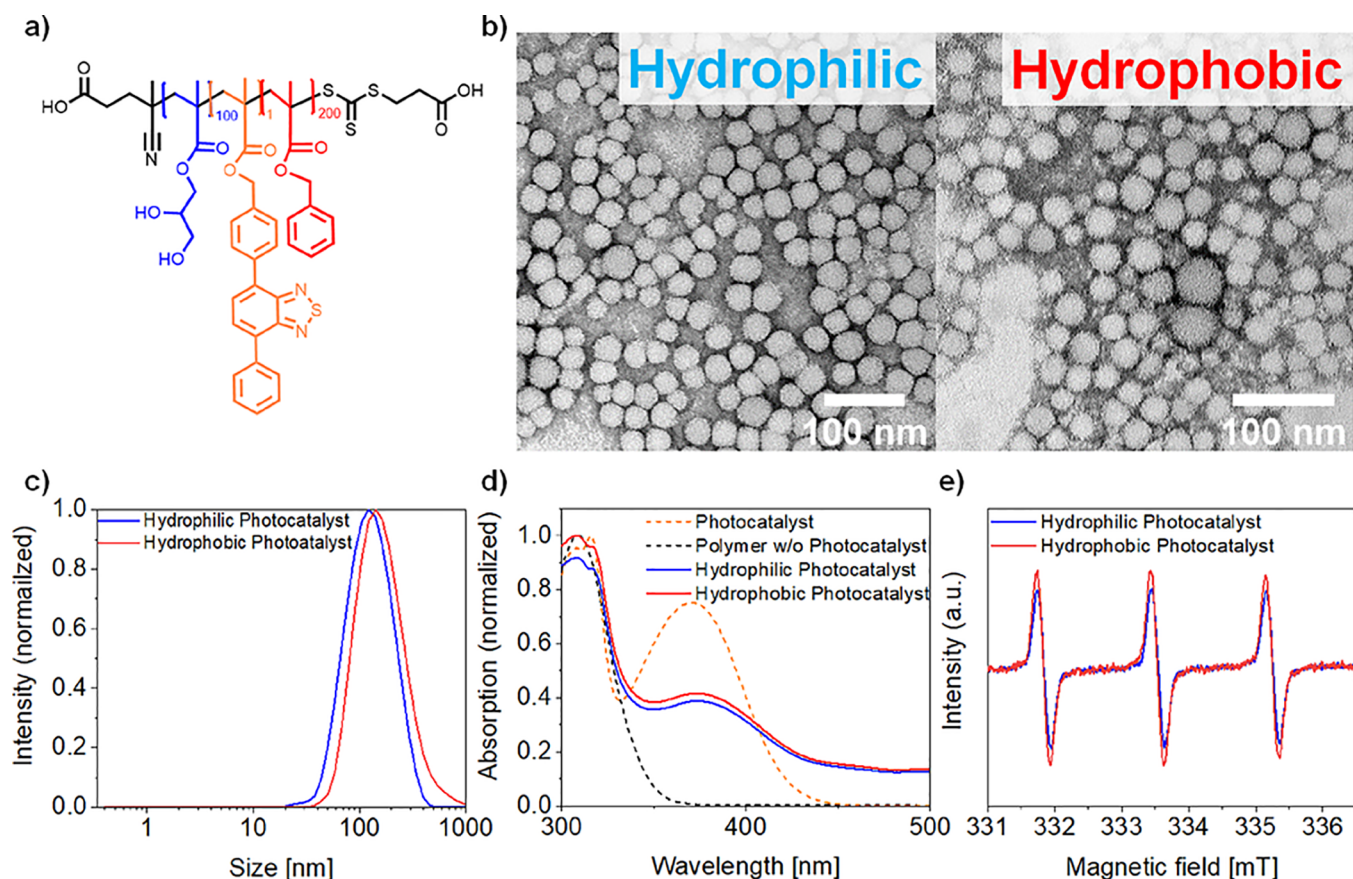 a)
HO
O
N
O
O
HO
HO
100
O
O
1
N
S
N
O
O
200
S
S
S
O
OH
b)
Hydrophilic
100 nm
Hydrophobic
100 nm
c)
Hydrophilic Photocatalyst
Hydrophobic Photoatalyst
Intensity (normailzed)
1.0
0.8
0.6
0.4
0.2
0.0
1
10
100
1000
Size [nm]
d)
Photocatalyst
Polymer w/o Photocatalyst
Hydrophilic Photocatalyst
Hydrophobic Photocatalyst
Absorption (normalized)
1.0
0.8
0.6
0.4
0.2
0.0
300
400
500
Wavelength [nm]
e)
Hydrophilic Photocatalyst
Hydrophobic Photocatalyst
Intensity (a.u.)
331
332
333
334
335
336
Magnetic field [mT]